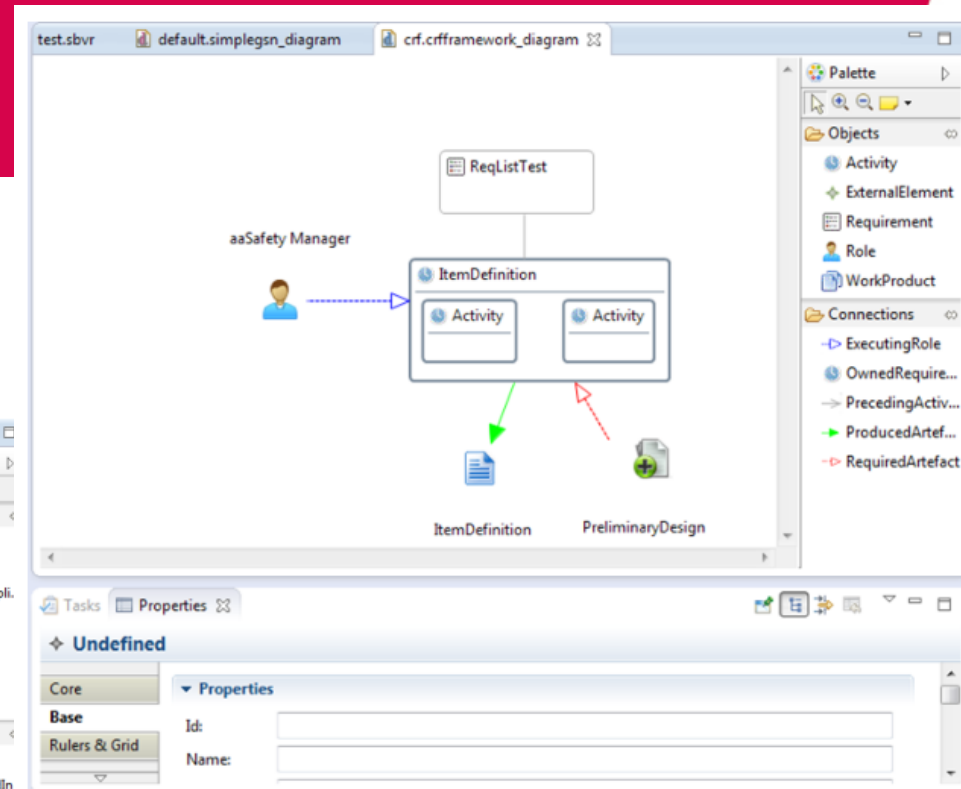 test.sbvr
default.simplegsn_diagram
crf.crfframework_diagram
Palette
Objects
Activity
ExternalElement
Requirement
Role
WorkProduct
Connections
ExecutingRole
OwnedRequire...
PrecedingActiv...
ProducedArtef...
RequiredArtefact
ReqListTest
aaSafety Manager
ItemDefinition
Activity Activity
ItemDefinition
PreliminaryDesign
Tasks
Properties
Undefined
Core
Base
Rulers & Grid
Properties
Id:
Name: